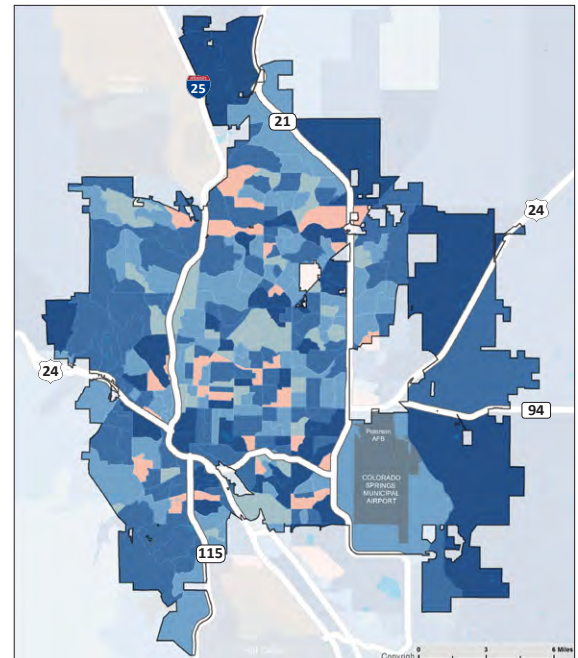 25
21
24
24
94
Peterson
AFB
COLORADO
SPRINGS
MUNICIPAL
AIRPORT
115
0 3 6 Miles